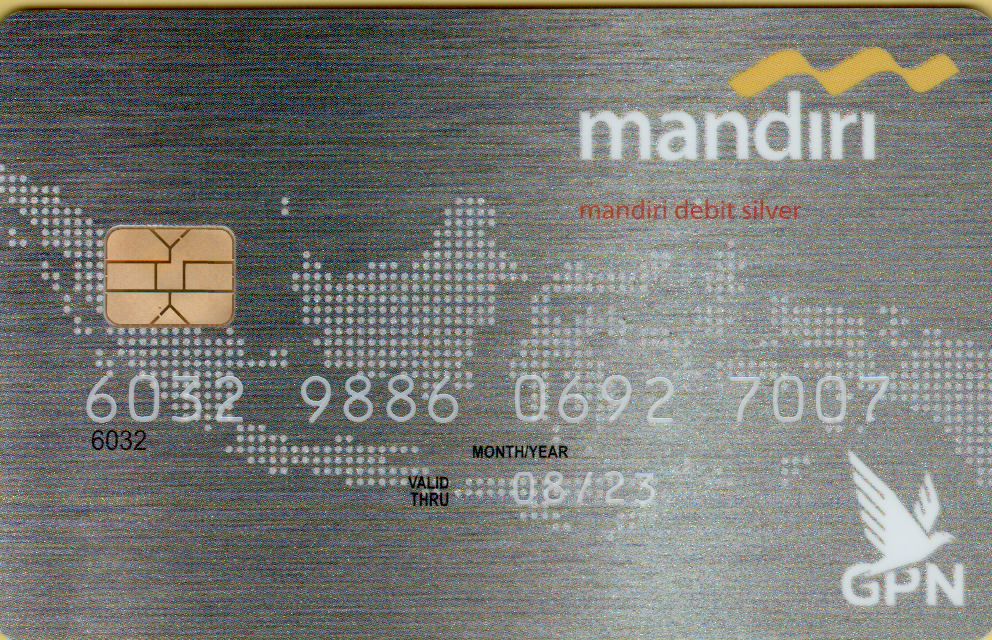 mandiri
mandiri debit silver
6032 9886 0692 7007
6032
MONTH/YEAR
VALID THRU 08/23
GPN